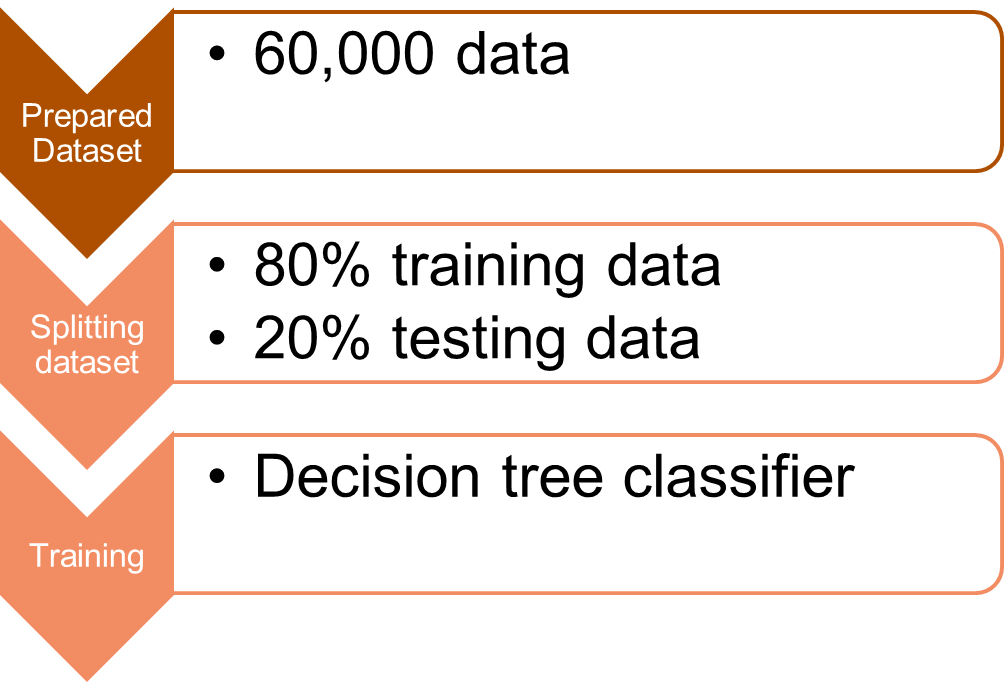 Prepared
Dataset
• 60,000 data
Splitting
dataset
• 80% training data
• 20% testing data
Training
• Decision tree classifier